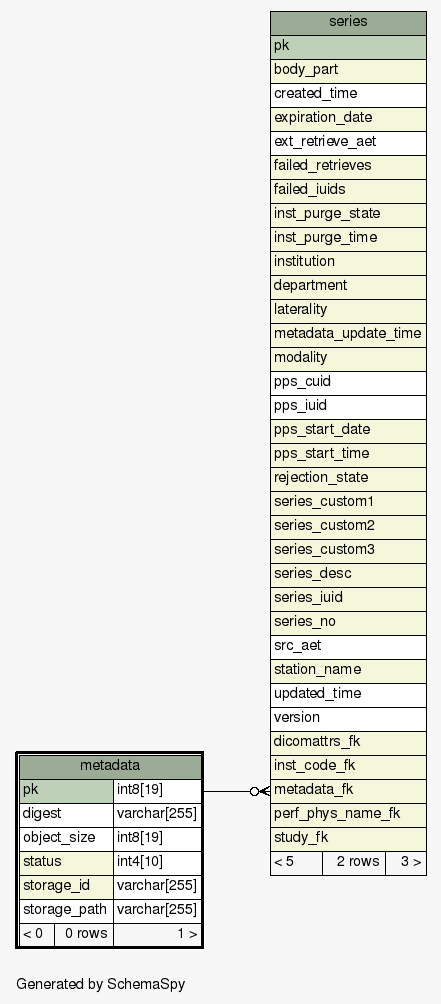 series
pk
body_part
created_time
expiration_date
ext_retrieve_aet
failed_retrieves
failed_iuids
inst_purge_state
inst_purge_time
institution
department
laterality
metadata_update_time
modality
pps_cuid
pps_iuid
pps_start_date
pps_start_time
rejection_state
series_custom1
series_custom2
series_custom3
series_desc
series_iuid
series_no
src_aet
station_name
updated_time
version
dicomattrs_fk
inst_code_fk
metadata_fk
perf_phys_name_fk
study_fk
< 5 2 rows 3 >
metadata
pk int8[19]
digest varchar[255]
object_size int8[19]
status int4[10]
storage_id varchar[255]
storage_path varchar[255]
< 0 0 rows 1 >
Generated by SchemaSpy